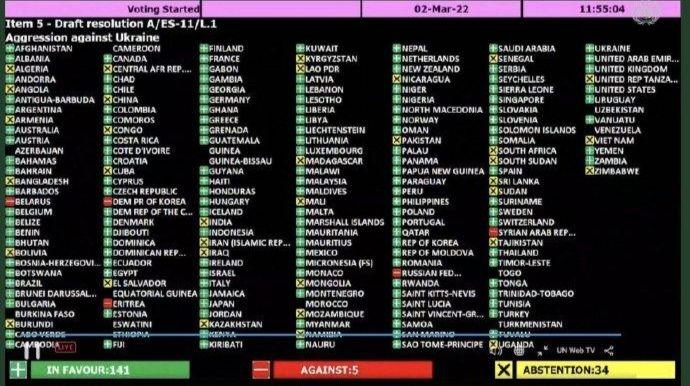 Voting Started
02-Mar-22
11:55:04
Item 5 - Draft resolution A/ES-11/L.1
Aggression against Ukraine
AFGHANISTAN
ALBANIA
ALGERIA
ANDORRA
ANGOLA
ANTIGUA-BARBUDA
ARGENTINA
ARMENIA
AUSTRALIA
AUSTRIA
AZERBAIJAN
BAHAMAS
BAHRAIN
BANGLADESH
BARBADOS
BELARUS
BELGIUM
BELIZE
BENIN
BHUTAN
BOLIVIA
BOSNIA-HERZEGOVI...
BOTSWANA
BRAZIL
BRUNEI DARUSSAL...
BULGARIA
BURKINA FASO
BURUNDI
CABO VERDE
CAMBODIA
CAMEROON
CANADA
CENTRAL AFR REP...
CHAD
CHILE
CHINA
COLOMBIA
COMOROS
CONGO
COSTA RICA
COTE D'IVOIRE
CROATIA
CUBA
CYPRUS
CZECH REPUBLIC
DEM PR OF KOREA
DEM REP OF THE C...
DENMARK
DJIBOUTI
DOMINICA
DOMINICAN REP...
ECUADOR
EGYPT
EL SALVADOR
EQUATORIAL GUINEA
ERITREA
ESTONIA
ESWATINI
ETHIOPIA
FIJI
FINLAND
FRANCE
GABON
GAMBIA
GEORGIA
GERMANY
GHANA
GREECE
GRENADA
GUATEMALA
GUINEA
GUINEA-BISSAU
GUYANA
HAITI
HONDURAS
HUNGARY
ICELAND
INDIA
INDONESIA
IRAN (ISLAMIC REP...
IRAQ
IRELAND
ISRAEL
ITALY
JAMAICA
JAPAN
JORDAN
KAZAKHSTAN
KENYA
KIRIBATI
KUWAIT
KYRGYZSTAN
LAO PDR
LATVIA
LEBANON
LESOTHO
LIBERIA
LIBYA
LIECHTENSTEIN
LITHUANIA
LUXEMBOURG
MADAGASCAR
MALAWI
MALAYSIA
MALDIVES
MALI
MALTA
MARSHALL ISLANDS
MAURITANIA
MAURITIUS
MEXICO
MICRONESIA (FS)
MONACO
MONGOLIA
MONTENEGRO
MOROCCO
MOZAMBIQUE
MYANMAR
NAMIBIA
NAURU
NEPAL
NETHERLANDS
NEW ZEALAND
NICARAGUA
NIGER
NIGERIA
NORTH MACEDONIA
NORWAY
OMAN
PAKISTAN
PALAU
PANAMA
PAPUA NEW GUINEA
PARAGUAY
PERU
PHILIPPINES
POLAND
PORTUGAL
QATAR
REP OF KOREA
REP OF MOLDOVA
ROMANIA
RUSSIAN FED...
RWANDA
SAINT KITTS-NEVIS
SAINT LUCIA
SAINT VINCENT-GR...
SAMOA
SAN MARINO
SAO TOME-PRINCIPE
SAUDI ARABIA
SENEGAL
SERBIA
SEYCHELLES
SIERRA LEONE
SINGAPORE
SLOVAKIA
SLOVENIA
SOLOMON ISLANDS
SOMALIA
SOUTH AFRICA
SOUTH SUDAN
SPAIN
SRI LANKA
SUDAN
SURINAME
SWEDEN
SWITZERLAND
SYRIAN ARAB REP...
TAJIKISTAN
THAILAND
TIMOR-LESTE
TOGO
TONGA
TRINIDAD-TOBAGO
TUNISIA
TURKEY
TURKMENISTAN
TUVALU
UGANDA
UKRAINE
UNITED ARAB EMIR...
UNITED KINGDOM
UNITED REP TANZA...
UNITED STATES
URUGUAY
UZBEKISTAN
VANUATU
VENEZUELA
VIET NAM
YEMEN
ZAMBIA
ZIMBABWE
LIVE
UN Web TV
IN FAVOUR:141
AGAINST:5
ABSTENTION:34